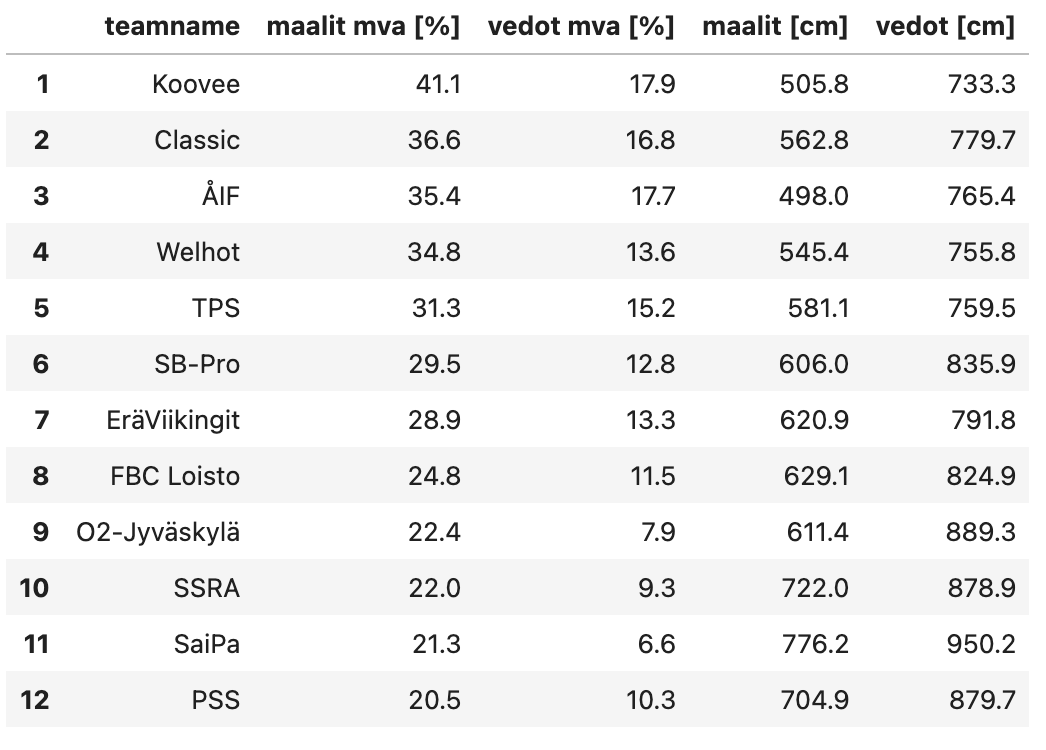 teamname maalit mva [%] vedot mva [%] maalit [cm] vedot [cm]
1 Koovee 41.1 17.9 505.8 733.3
2 Classic 36.6 16.8 562.8 779.7
3 ÅIF 35.4 17.7 498.0 765.4
4 Welhot 34.8 13.6 545.4 755.8
5 TPS 31.3 15.2 581.1 759.5
6 SB-Pro 29.5 12.8 606.0 835.9
7 EräViikingit 28.9 13.3 620.9 791.8
8 FBC Loisto 24.8 11.5 629.1 824.9
9 O2-Jyväskylä 22.4 7.9 611.4 889.3
10 SSRA 22.0 9.3 722.0 878.9
11 SaiPa 21.3 6.6 776.2 950.2
12 PSS 20.5 10.3 704.9 879.7